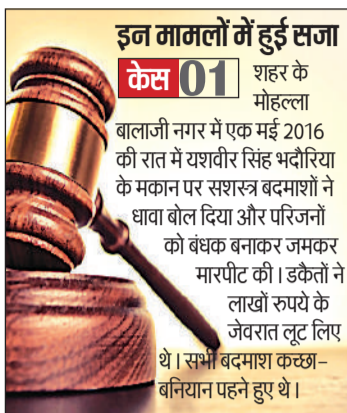 इन मामलों में हुई सजा
केस 01 शहर के
मोहल्ला
बालाजी नगर में एक मई 2016
की रात में यशवीर सिंह भदौरिया
के मकान पर सशस्त्र बदमाशों ने
धावा बोल दिया और परिजनों
को बंधक बनाकर जमकर
मारपीट की। डकैतों ने
लाखों रुपये के
जेवरात लूट लिए
थे। सभी बदमाश कच्छा-
बनियान पहने हुए थे।